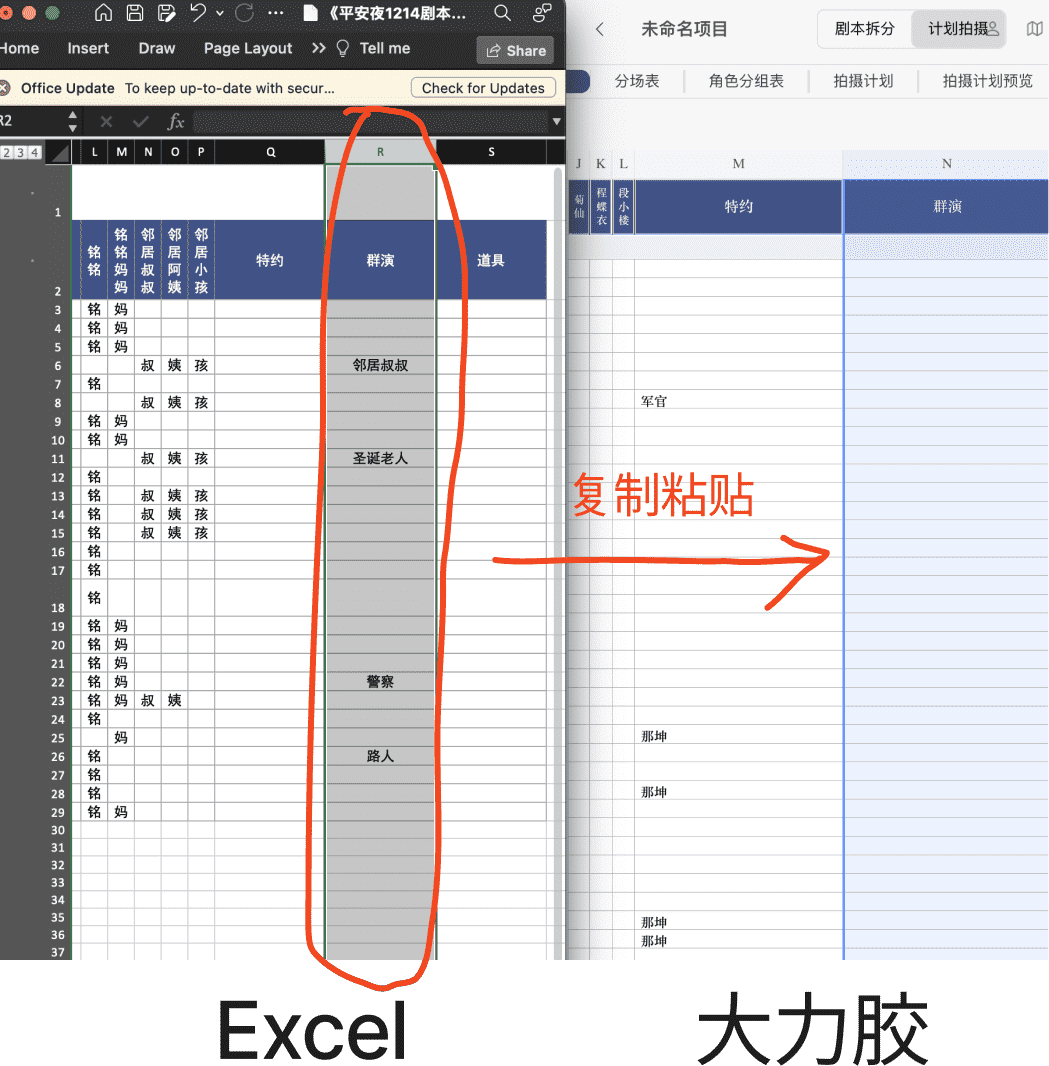 《平安夜1214剧本...
Home Insert Draw Page Layout >> Tell me Share
Office Update To keep up-to-date with secur... Check for Updates
R2 fx
2 3 4 L M N O P Q R S
1
2 铭铭 铭铭妈妈 邻居叔叔 邻居阿姨 邻居小孩 特约 群演 道具
3 铭 妈
4 铭 妈
5 铭 妈
6 叔 姨 孩 邻居叔叔
7 铭
8 叔 姨 孩
9 铭 妈
10 铭 妈
11 叔 姨 孩 圣诞老人
12 铭
13 铭 叔 姨 孩
14 铭 叔 姨 孩
15 铭 叔 姨 孩
16 铭
17 铭
18 铭
19 铭 妈
20 铭 妈
21 铭 妈
22 铭 妈 警察
23 铭 妈 叔 姨
24 铭
25 妈
26 铭 路人
27 铭
28 铭
29 铭 妈
30
31
32
33
34
35
36
37
未命名项目 剧本拆分 计划拍摄
分场表 角色分组表 拍摄计划 拍摄计划预览
J K L M N
菊仙 程蝶衣 段小楼 特约 群演
军官
复制粘贴
那坤
那坤
那坤
那坤
Excel 大力胶